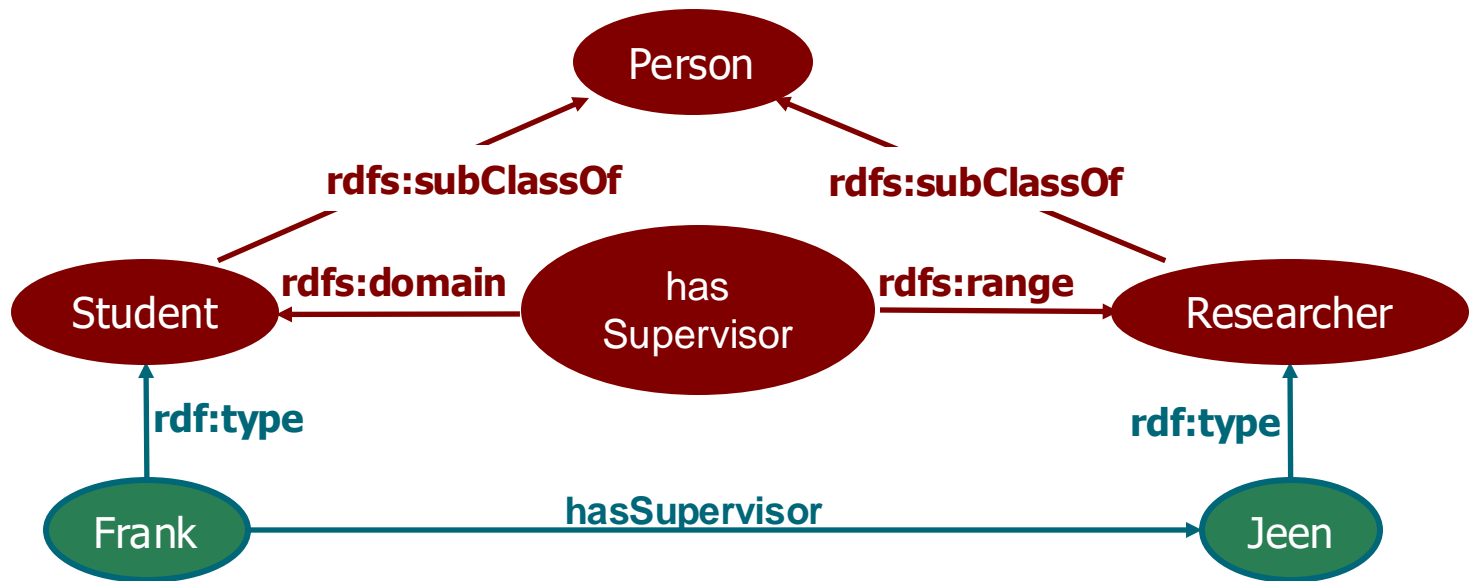 Person
rdfs:subClassOf
rdfs:subClassOf
Student
rdfs:domain
has
Supervisor
rdfs:range
Researcher
rdf:type
rdf:type
Frank
hasSupervisor
Jeen